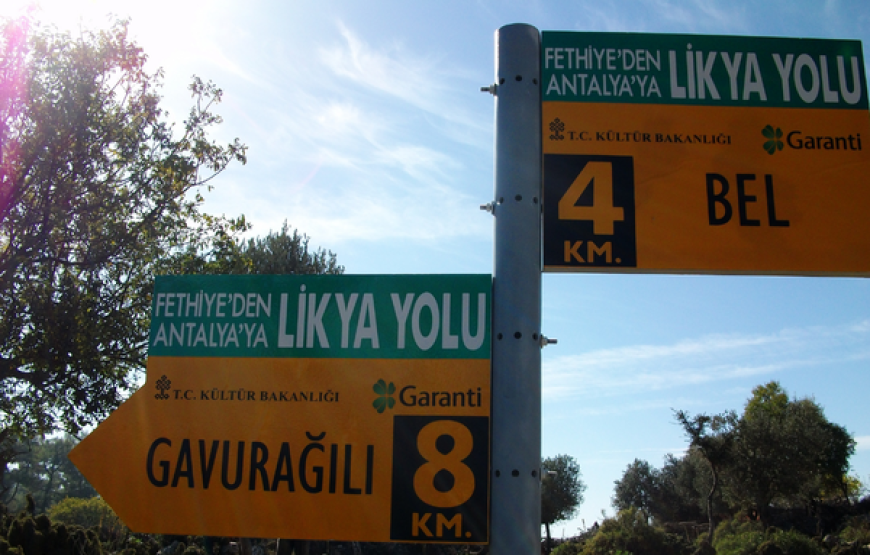 FETHİYE'DEN
ANTALYA'YA LİKYA YOLU
T.C. KÜLTÜR BAKANLIĞI Garanti
4 KM. BEL
FETHİYE'DEN
ANTALYA'YA LİKYA YOLU
T.C. KÜLTÜR BAKANLIĞI Garanti
GAVURAĞILI 8 KM.